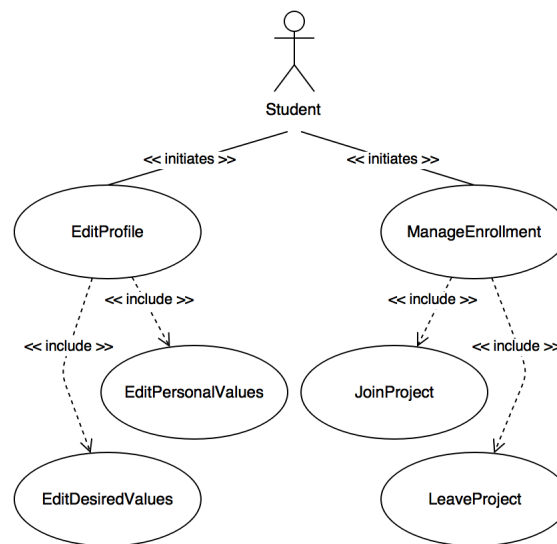 Student
<< initiates >>
<< initiates >>
EditProfile
ManageEnrollment
<< include >>
<< include >>
<< include >>
<< include >>
EditPersonalValues
JoinProject
EditDesiredValues
LeaveProject